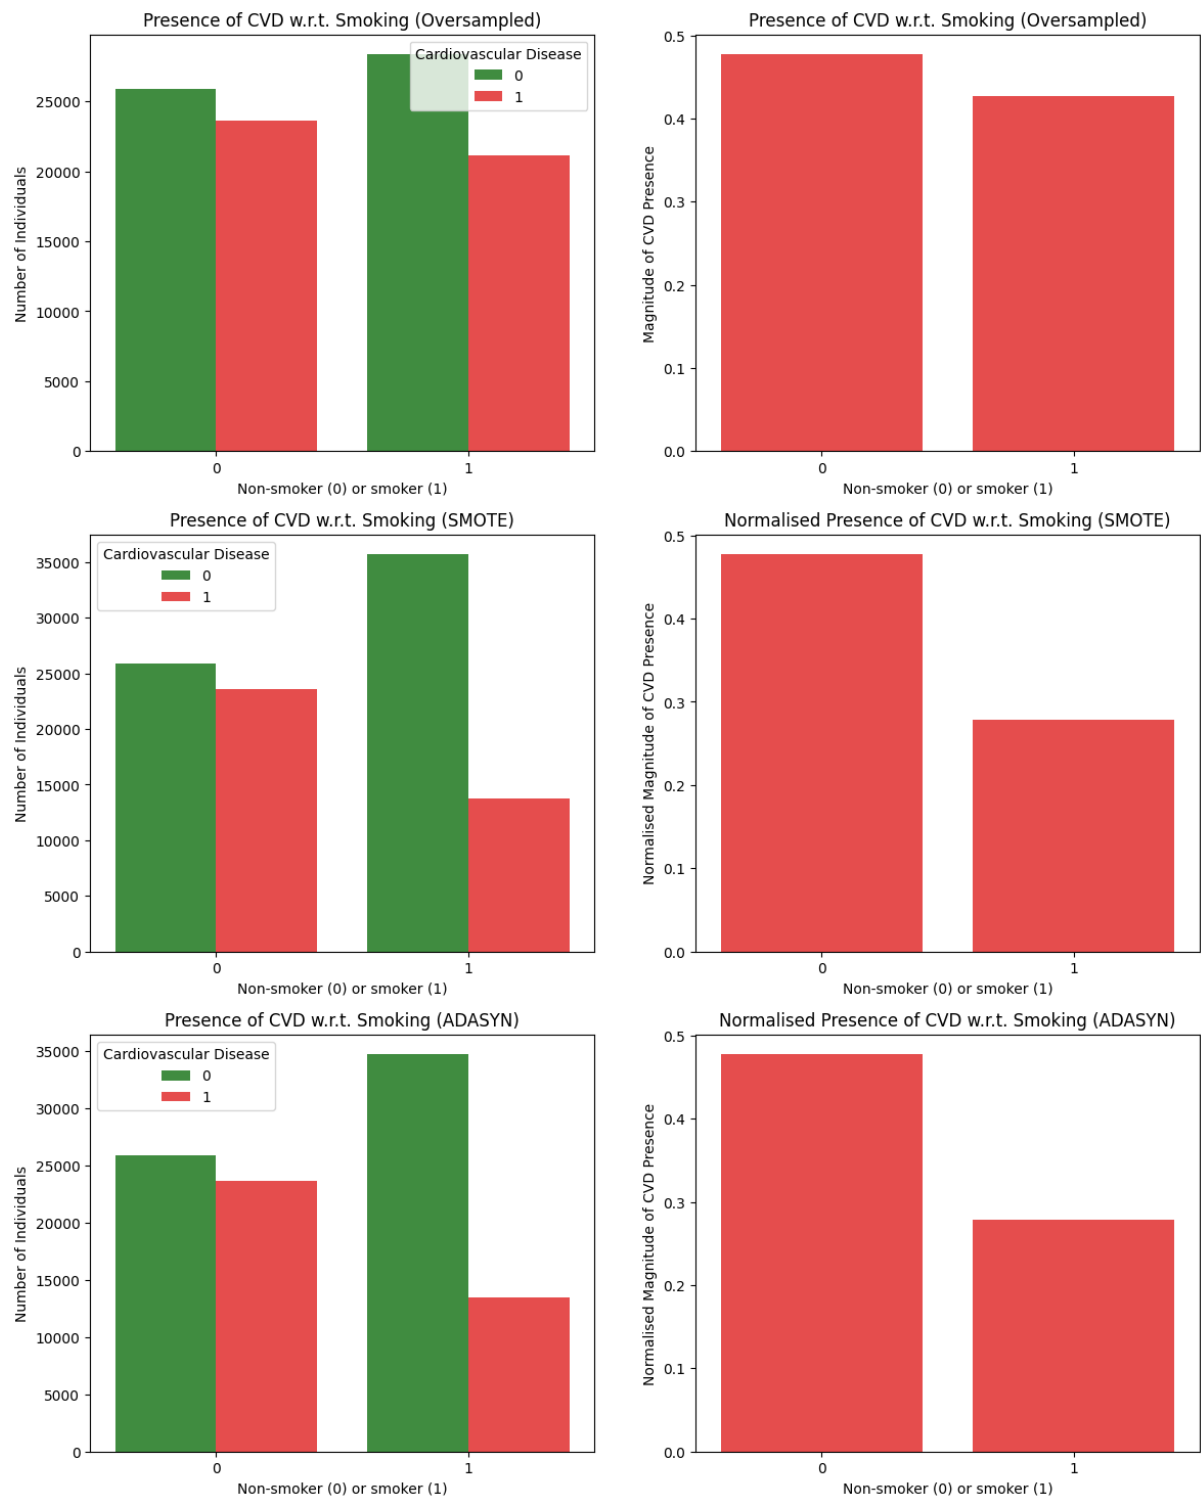 Presence of CVD w.r.t. Smoking (Oversampled)
Number of Individuals
25000
20000
15000
10000
5000
0
Cardiovascular Disease
0
1
0
1
Non-smoker (0) or smoker (1)
Presence of CVD w.r.t. Smoking (Oversampled)
Magnitude of CVD Presence
0.5
0.4
0.3
0.2
0.1
0.0
0
1
Non-smoker (0) or smoker (1)
Presence of CVD w.r.t. Smoking (SMOTE)
Number of Individuals
35000
30000
25000
20000
15000
10000
5000
0
Cardiovascular Disease
0
1
0
1
Non-smoker (0) or smoker (1)
Normalised Presence of CVD w.r.t. Smoking (SMOTE)
Normalised Magnitude of CVD Presence
0.5
0.4
0.3
0.2
0.1
0.0
0
1
Non-smoker (0) or smoker (1)
Presence of CVD w.r.t. Smoking (ADASYN)
Number of Individuals
35000
30000
25000
20000
15000
10000
5000
0
Cardiovascular Disease
0
1
0
1
Non-smoker (0) or smoker (1)
Normalised Presence of CVD w.r.t. Smoking (ADASYN)
Normalised Magnitude of CVD Presence
0.5
0.4
0.3
0.2
0.1
0.0
0
1
Non-smoker (0) or smoker (1)